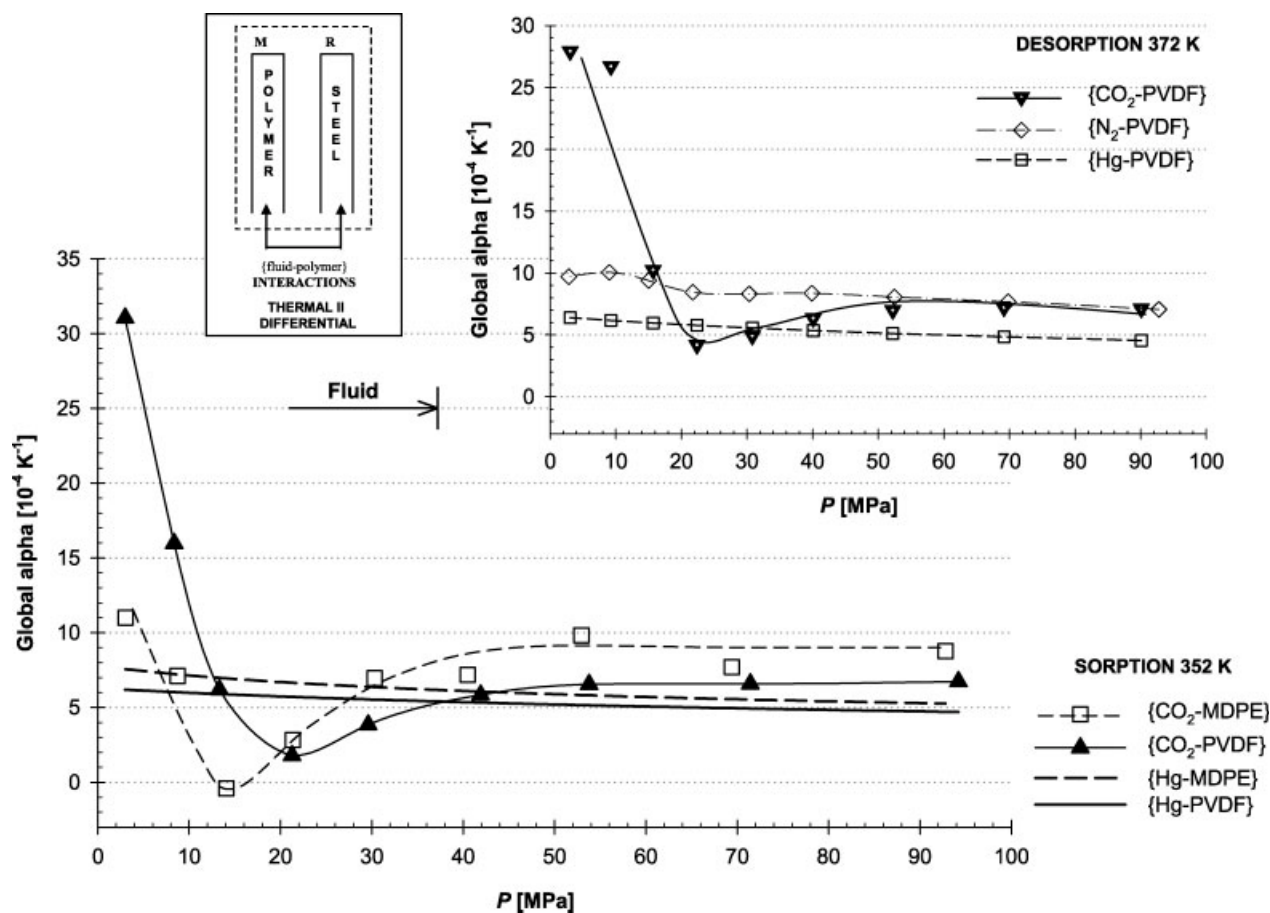 M R
POLYMER
STEEL
{fluid-polymer}
INTERACTIONS
THERMAL II
DIFFERENTIAL
DESORPTION 372 K
{CO₂-PVDF}
{N₂-PVDF}
{Hg-PVDF}
Global alpha [10⁻⁴ K⁻¹]
30
25
20
15
10
5
0
0 10 20 30 40 50 60 70 80 90 100
P [MPa]
Fluid
Global alpha [10⁻⁴ K⁻¹]
35
30
25
20
15
10
5
0
0 10 20 30 40 50 60 70 80 90 100
P [MPa]
SORPTION 352 K
{CO₂-MDPE}
{CO₂-PVDF}
{Hg-MDPE}
{Hg-PVDF}